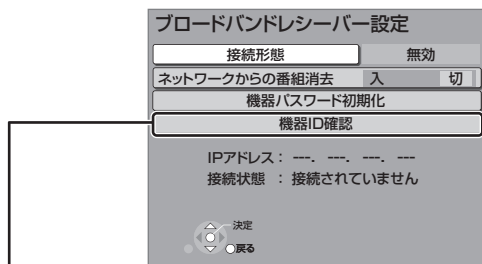 ブロードバンドレシーバー設定
接続形態 無効
ネットワークからの番組消去 入 切
機器パスワード初期化
機器ID確認
IPアドレス： ---. ---. ---. ---
接続状態 ： 接続されていません
決定
戻る